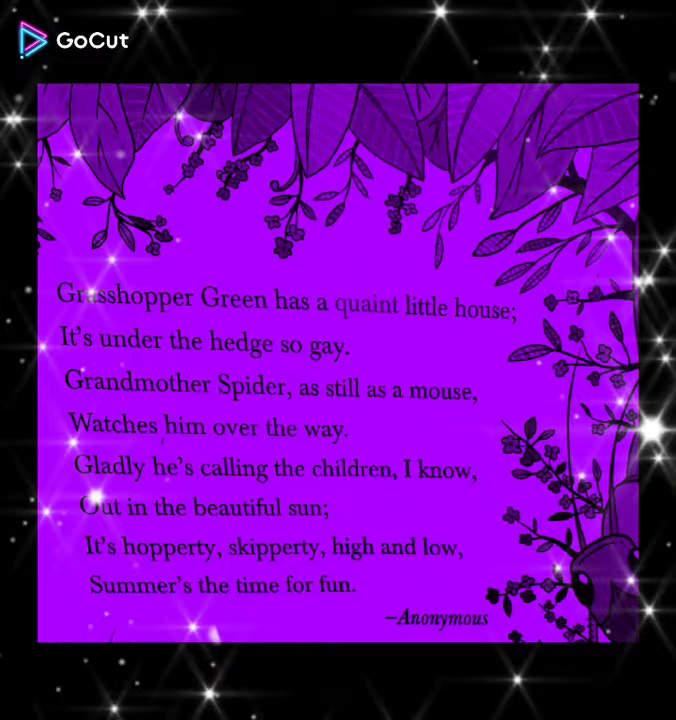 GoCut
Grasshopper Green has a quaint little house;
It's under the hedge so gay.
Grandmother Spider, as still as a mouse,
Watches him over the way.
Gladly he's calling the children, I know,
Out in the beautiful sun;
It's hopperty, skipperty, high and low,
Summer's the time for fun.
—Anonymous